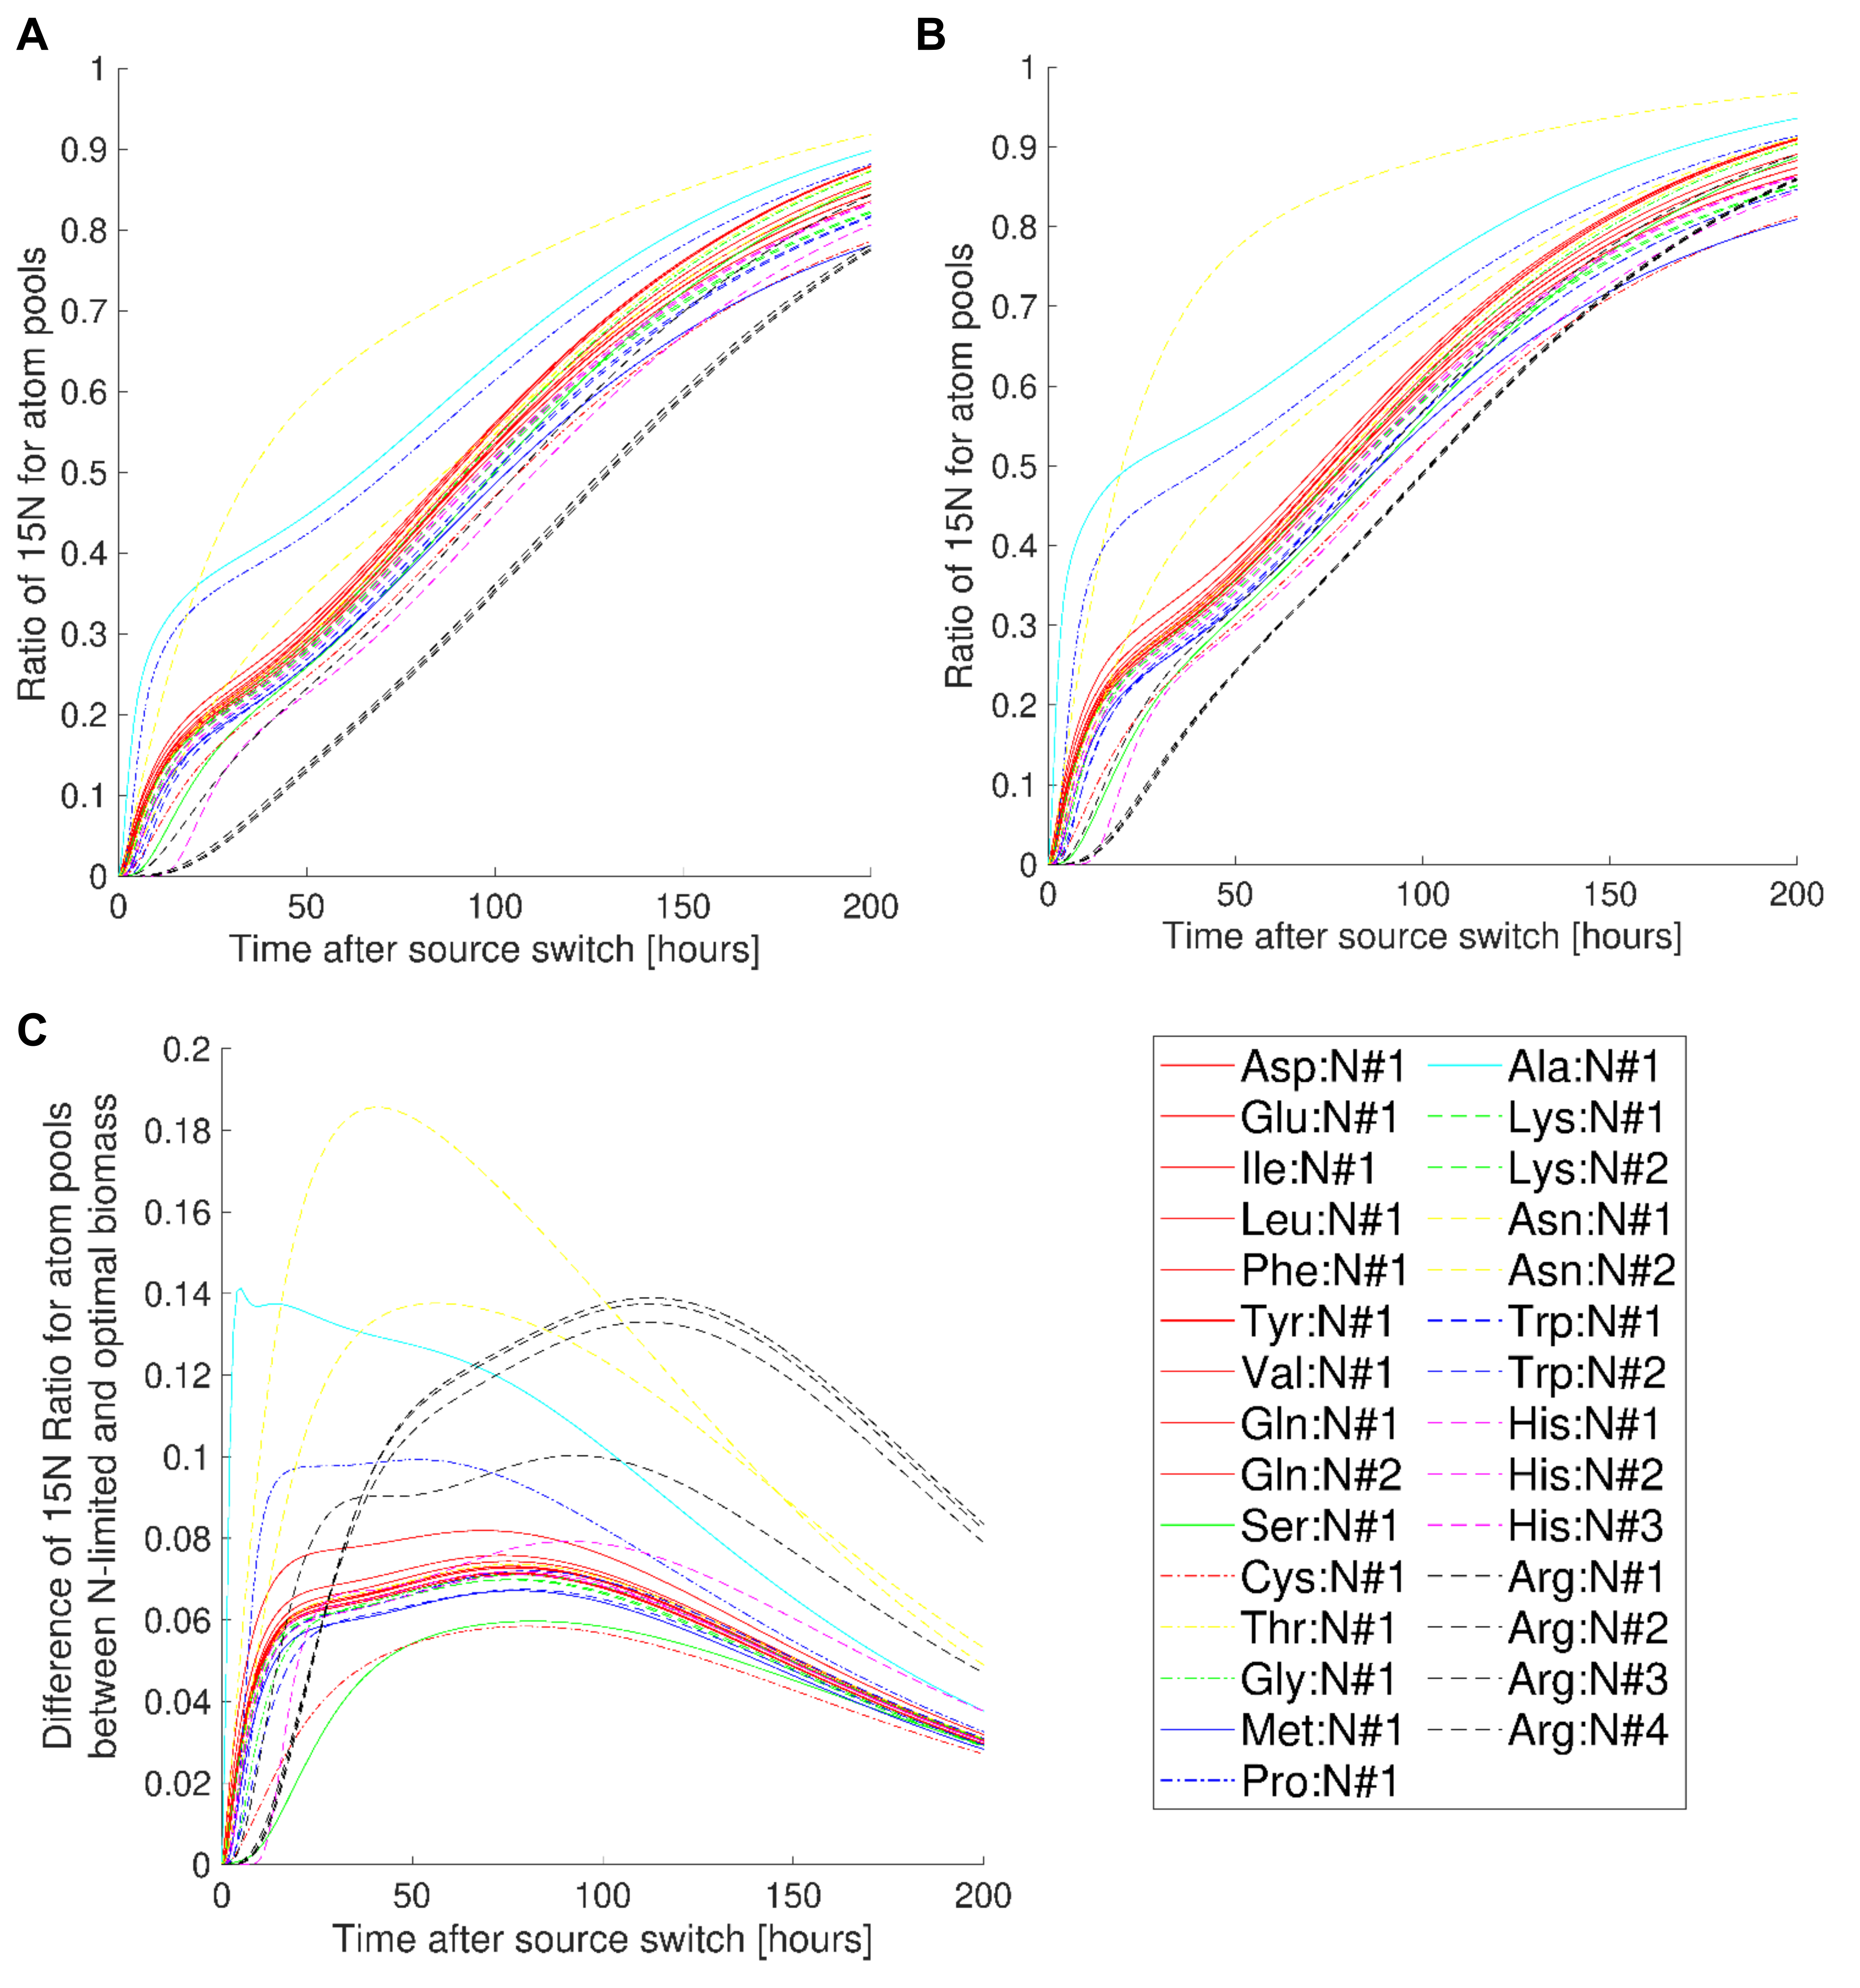 A
1
0.9
0.8
0.7
0.6
0.5
0.4
0.3
0.2
0.1
0
0
50
100
150
200
Ratio of 15N for atom pools
Time after source switch [hours]
B
1
0.9
0.8
0.7
0.6
0.5
0.4
0.3
0.2
0.1
0
0
50
100
150
200
Ratio of 15N for atom pools
Time after source switch [hours]
C
0.2
0.18
0.16
0.14
0.12
0.1
0.08
0.06
0.04
0.02
0
0
50
100
150
200
Difference of 15N Ratio for atom pools
between N-limited and optimal biomass
Time after source switch [hours]
Asp:N#1
Glu:N#1
Ile:N#1
Leu:N#1
Phe:N#1
Tyr:N#1
Val:N#1
Gln:N#1
Gln:N#2
Ser:N#1
Cys:N#1
Thr:N#1
Gly:N#1
Met:N#1
Pro:N#1
Ala:N#1
Lys:N#1
Lys:N#2
Asn:N#1
Asn:N#2
Trp:N#1
Trp:N#2
His:N#1
His:N#2
His:N#3
Arg:N#1
Arg:N#2
Arg:N#3
Arg:N#4